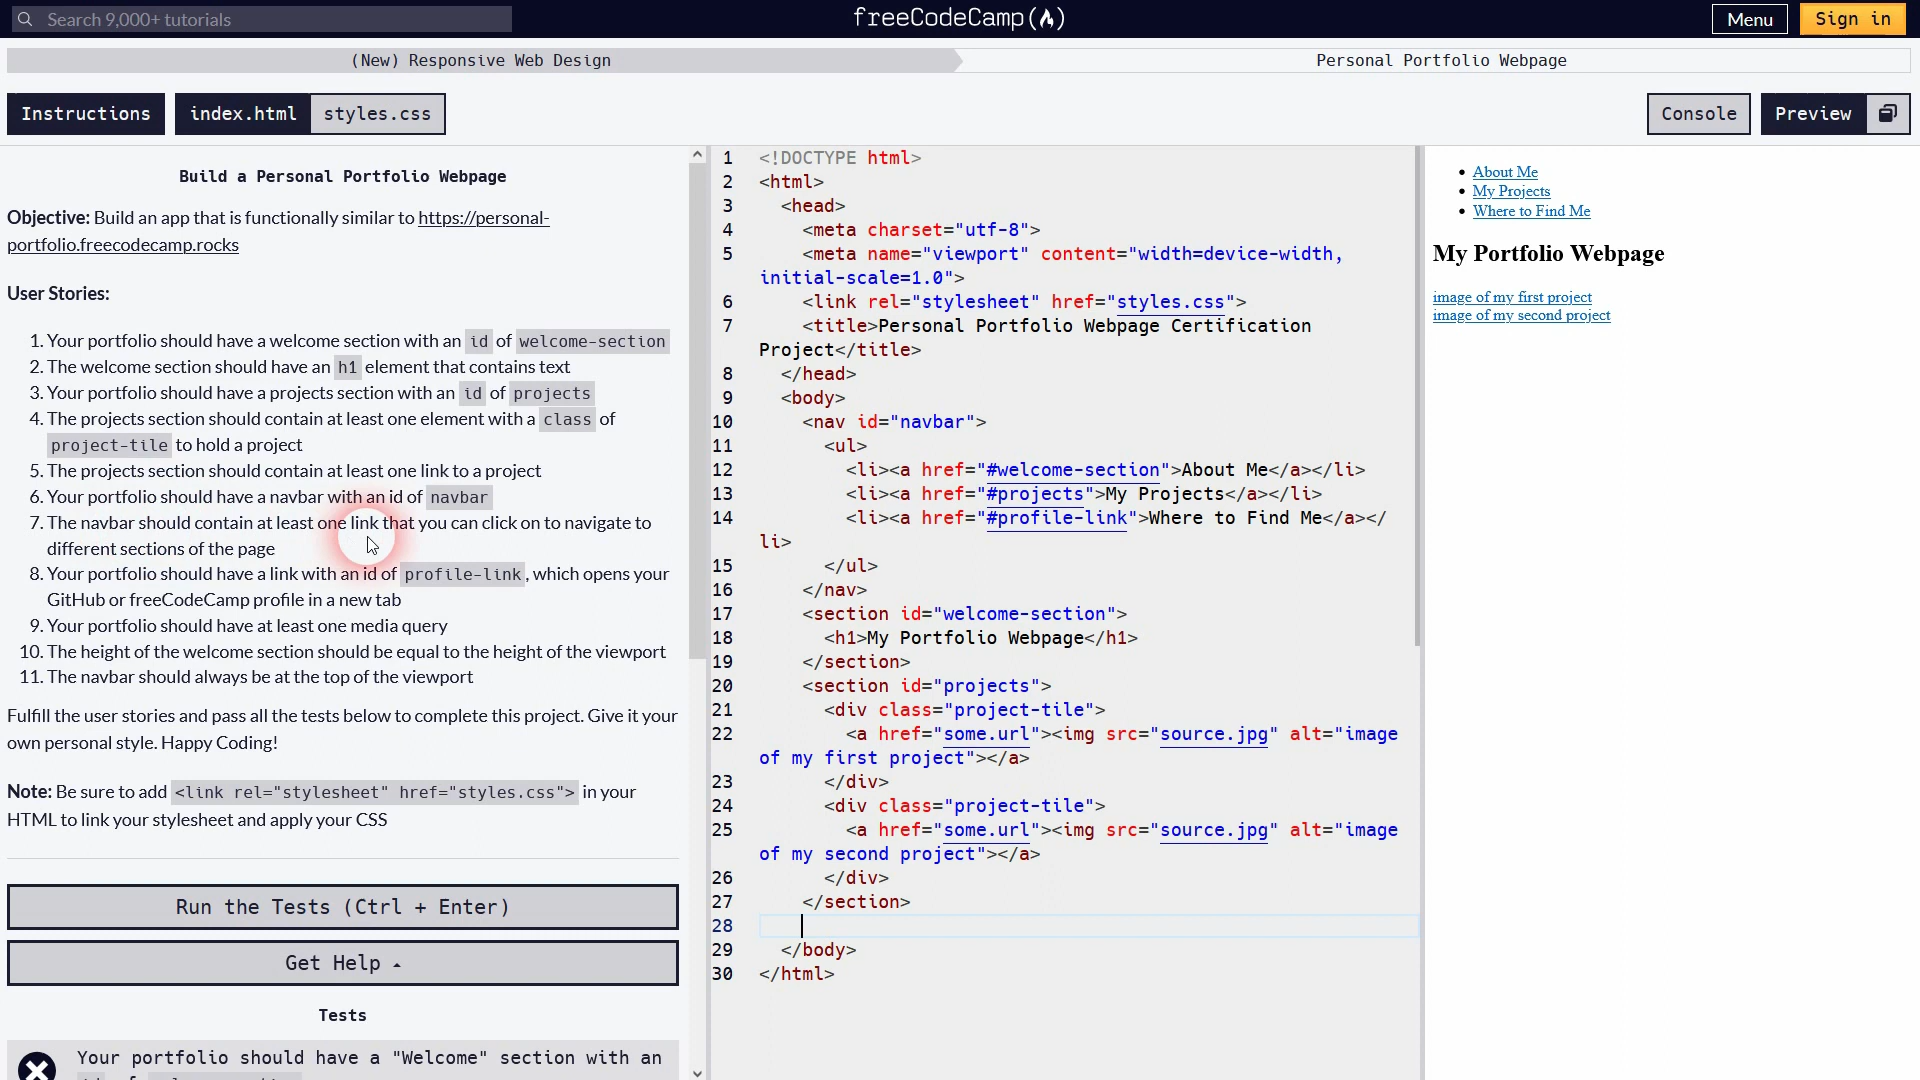 Search 9,000+ tutorials
freeCodeCamp
Menu
Sign in
(New) Responsive Web Design
Personal Portfolio Webpage
Instructions
index.html
styles.css
Console
Preview
Build a Personal Portfolio Webpage
Objective: Build an app that is functionally similar to https://personal-
portfolio.freecodecamp.rocks
User Stories:
1. Your portfolio should have a welcome section with an id of welcome-section
2. The welcome section should have an h1 element that contains text
3. Your portfolio should have a projects section with an id of projects
4. The projects section should contain at least one element with a class of
project-tile to hold a project
5. The projects section should contain at least one link to a project
6. Your portfolio should have a navbar with an id of navbar
7. The navbar should contain at least one link that you can click on to navigate to
different sections of the page
8. Your portfolio should have a link with an id of profile-link, which opens your
GitHub or freeCodeCamp profile in a new tab
9. Your portfolio should have at least one media query
10. The height of the welcome section should be equal to the height of the viewport
11. The navbar should always be at the top of the viewport
Fulfill the user stories and pass all the tests below to complete this project. Give it your
own personal style. Happy Coding!
Note: Be sure to add <link rel="stylesheet" href="styles.css"> in your
HTML to link your stylesheet and apply your CSS
Run the Tests (Ctrl + Enter)
Get Help
Tests
Your portfolio should have a "Welcome" section with an
1 <!DOCTYPE html>
2 <html>
3 <head>
4 <meta charset="utf-8">
5 <meta name="viewport" content="width=device-width,
initial-scale=1.0">
6 <link rel="stylesheet" href="styles.css">
7 <title>Personal Portfolio Webpage Certification
Project</title>
8 </head>
9 <body>
10 <nav id="navbar">
11 <ul>
12 <li><a href="#welcome-section">About Me</a></li>
13 <li><a href="#projects">My Projects</a></li>
14 <li><a href="#profile-link">Where to Find Me</a></
li>
15 </ul>
16 </nav>
17 <section id="welcome-section">
18 <h1>My Portfolio Webpage</h1>
19 </section>
20 <section id="projects">
21 <div class="project-tile">
22 <a href="some.url"><img src="source.jpg" alt="image
of my first project"></a>
23 </div>
24 <div class="project-tile">
25 <a href="some.url"><img src="source.jpg" alt="image
of my second project"></a>
26 </div>
27 </section>
28
29 </body>
30 </html>
About Me
My Projects
Where to Find Me
My Portfolio Webpage
image of my first project
image of my second project